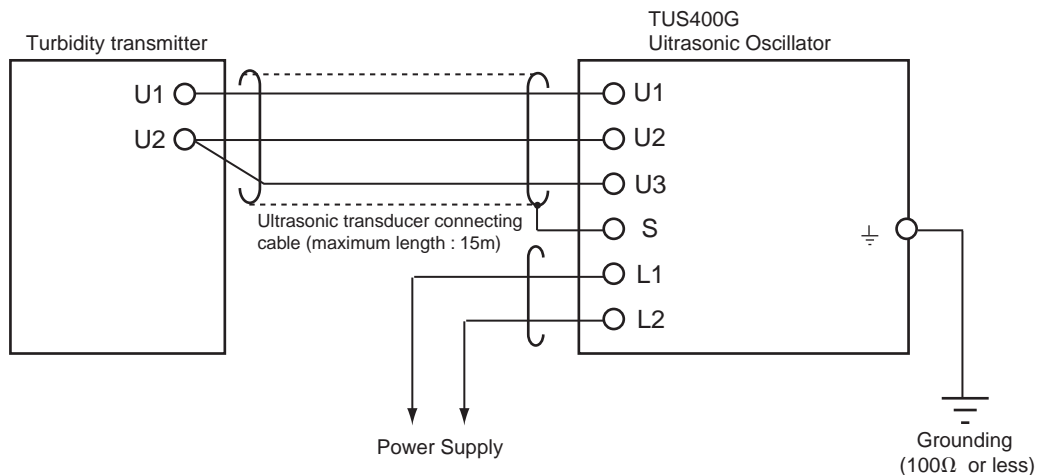 TUS400G
Uitrasonic Oscillator
Turbidity transmitter
U1
U2
U1
U2
U3
S
L1
L2
Ultrasonic transducer connecting
cable (maximum length : 15m)
Power Supply
Grounding
(100Ω or less)